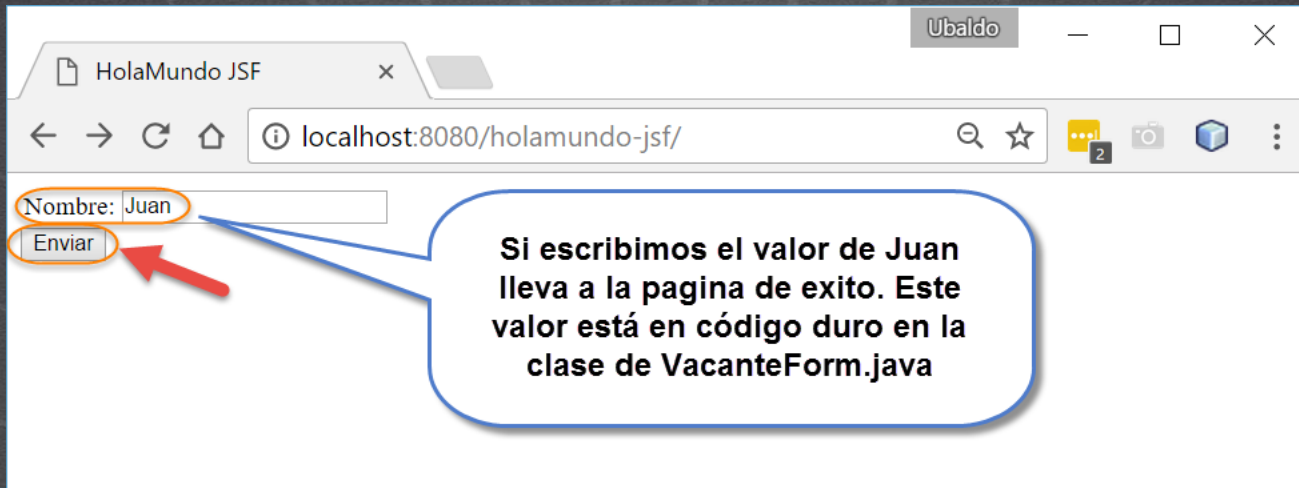 Ubaldo
HolaMundo JSF
localhost:8080/holamundo-jsf/
2
Nombre: Juan
Enviar
Si escribimos el valor de Juan
lleva a la pagina de exito. Este
valor está en código duro en la
clase de VacanteForm.java